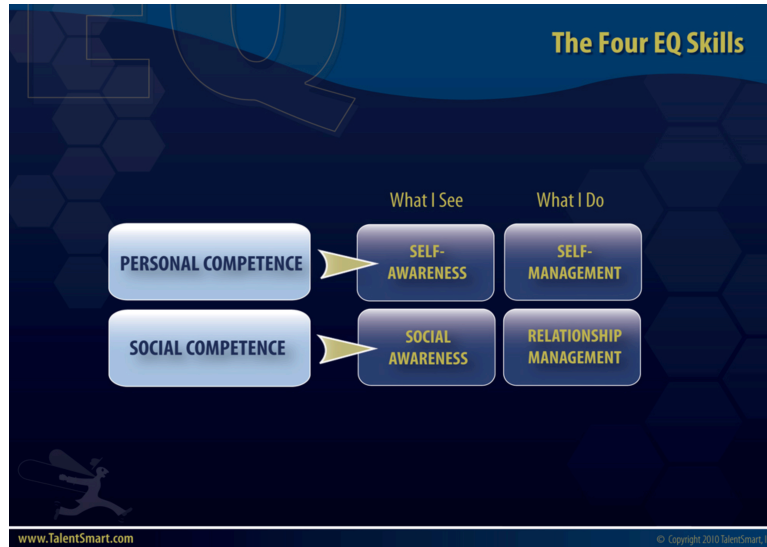 EQ
The Four EQ Skills
What I See What I Do
PERSONAL COMPETENCE
SELF-
AWARENESS
SELF-
MANAGEMENT
SOCIAL COMPETENCE
SOCIAL
AWARENESS
RELATIONSHIP
MANAGEMENT
www.TalentSmart.com
© Copyright 2010 TalentSmart,